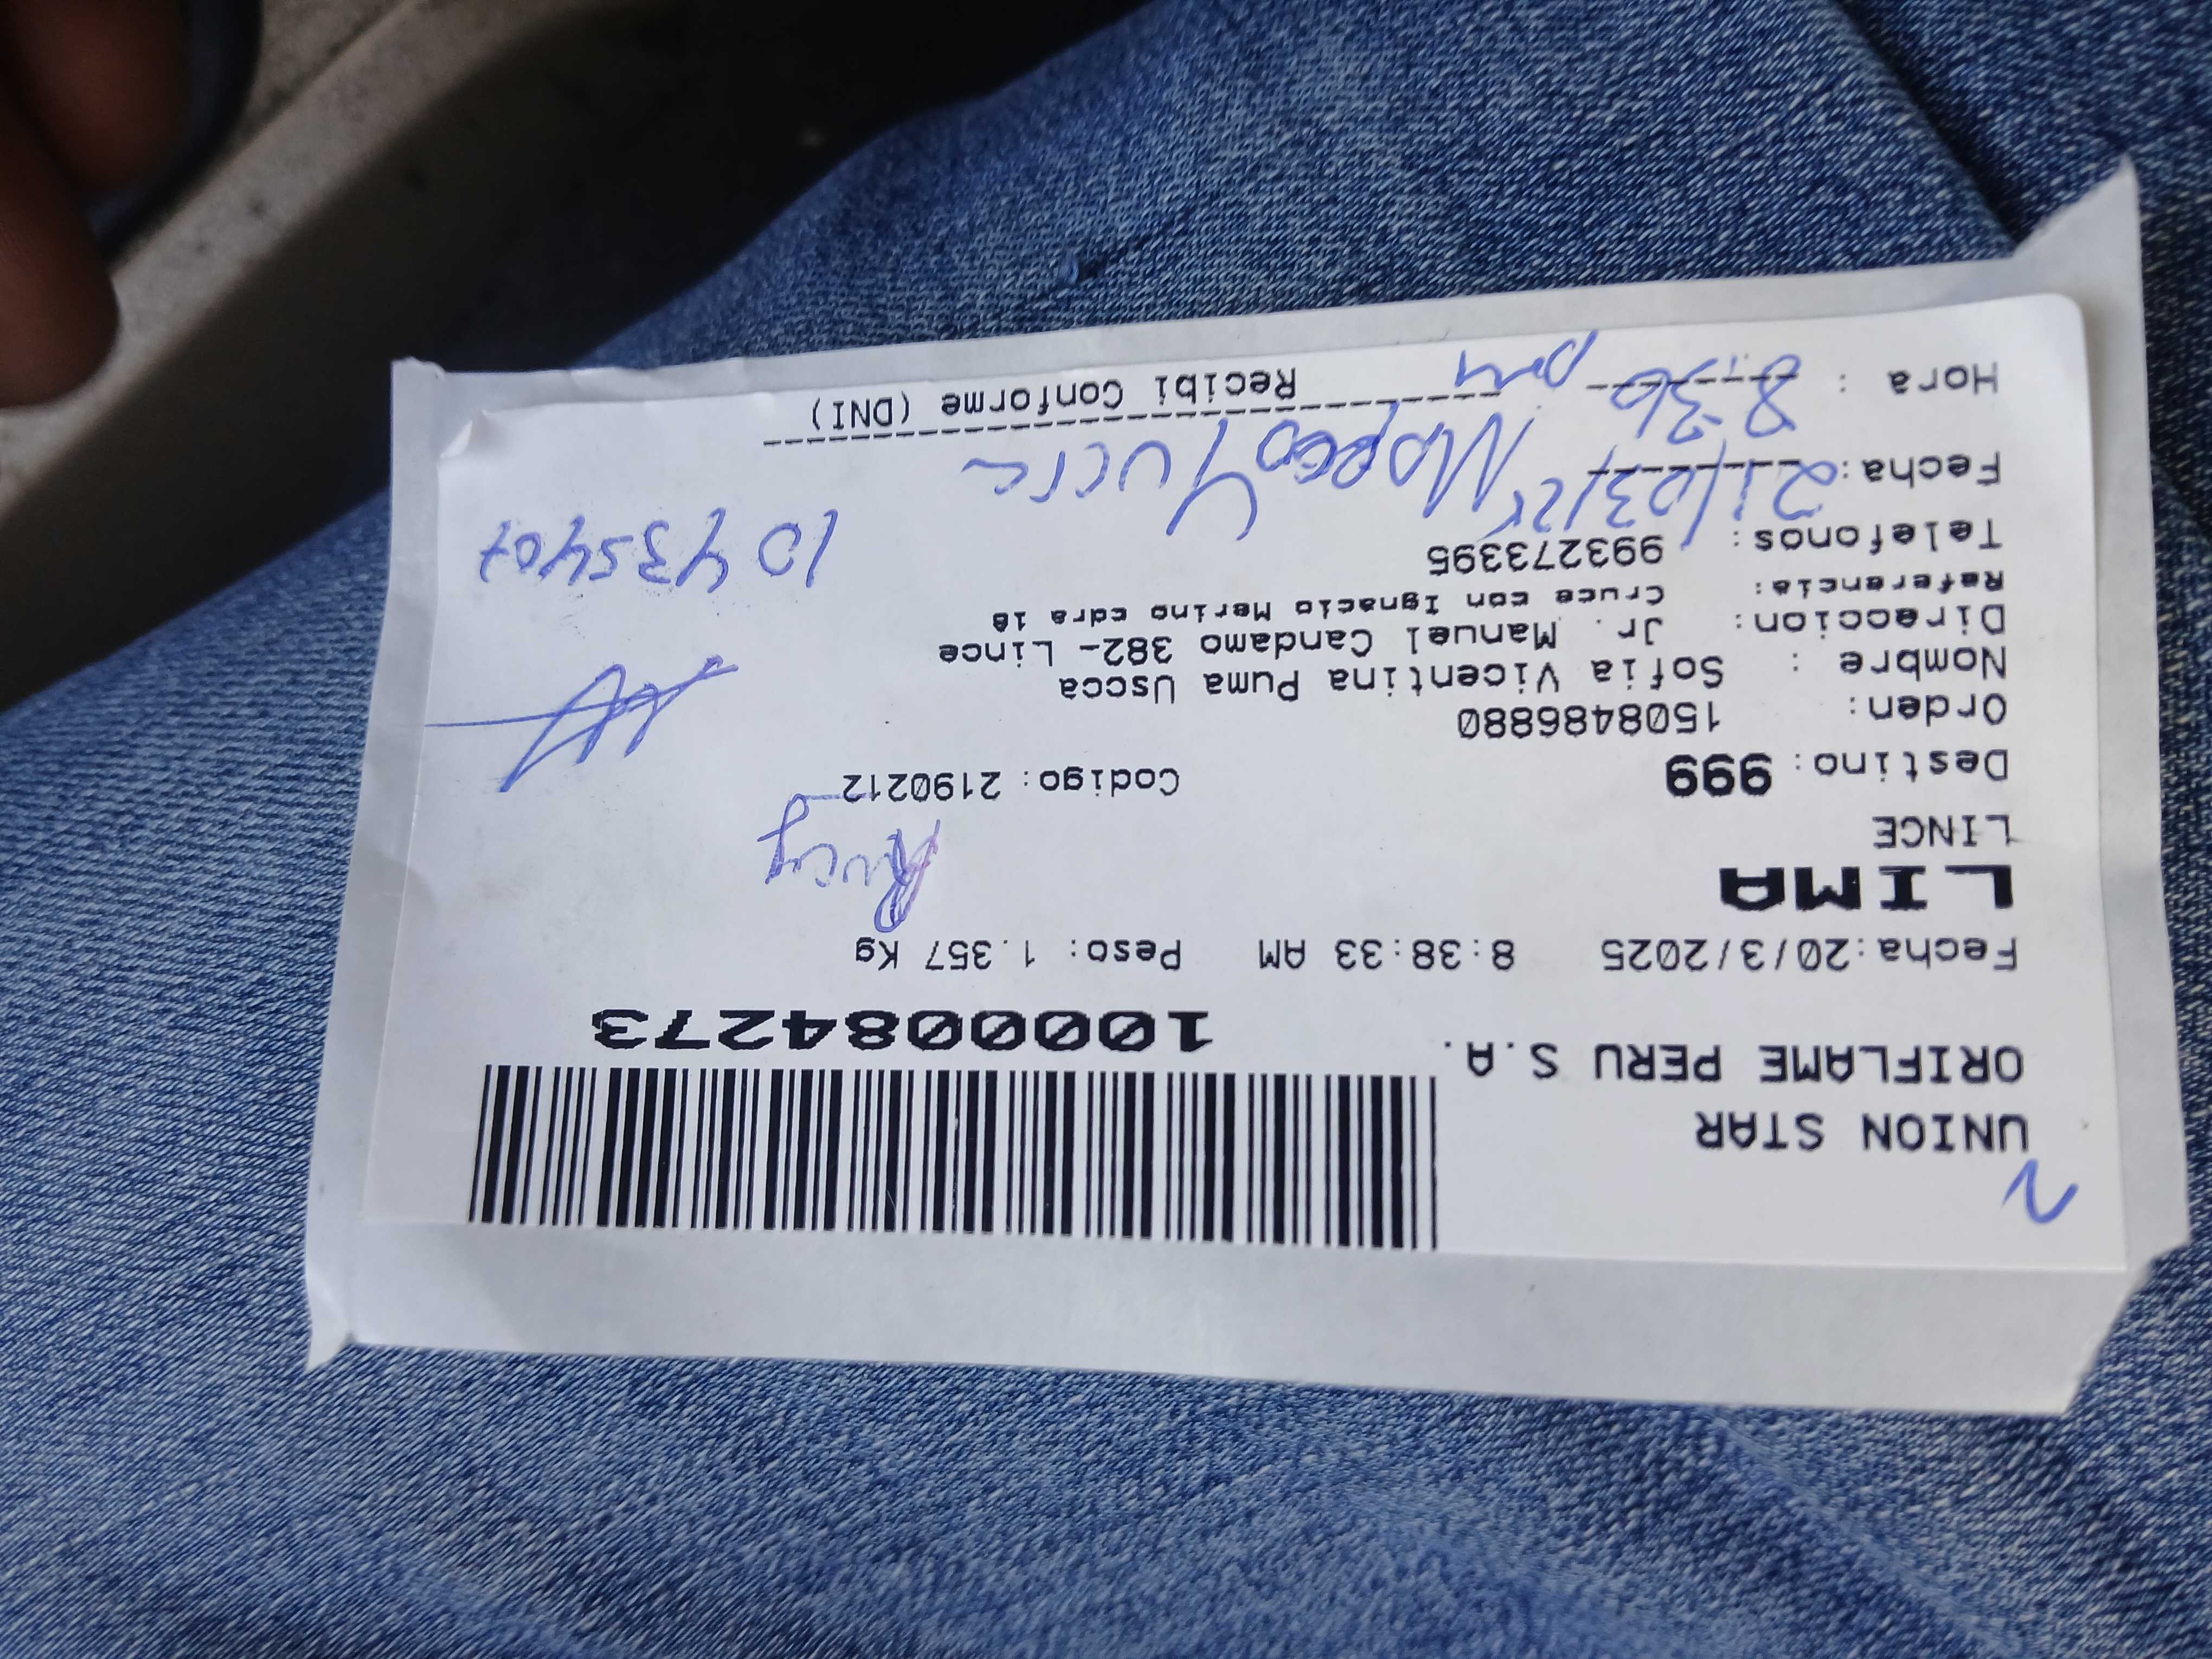 UNION STAR
ORIFLAME PERU S.A.
1000084273
Fecha:20/3/2025 8:38:33 AM Peso: 1.357 Kg
LIMA
LINCE
Destino: 999 Codigo: 2190212
Orden: 1508486880
Nombre : Sofia Vicentina Puma Uscca
Direccion: Jr. Manuel Candamo 382- Lince
Referencia: Cruce con Ignacio Merino cdra 18
Telefonos: 993273395
10435407
Fecha: 21/03/25
Hora : 8:36 pm
Recibi Conforme (DNI)